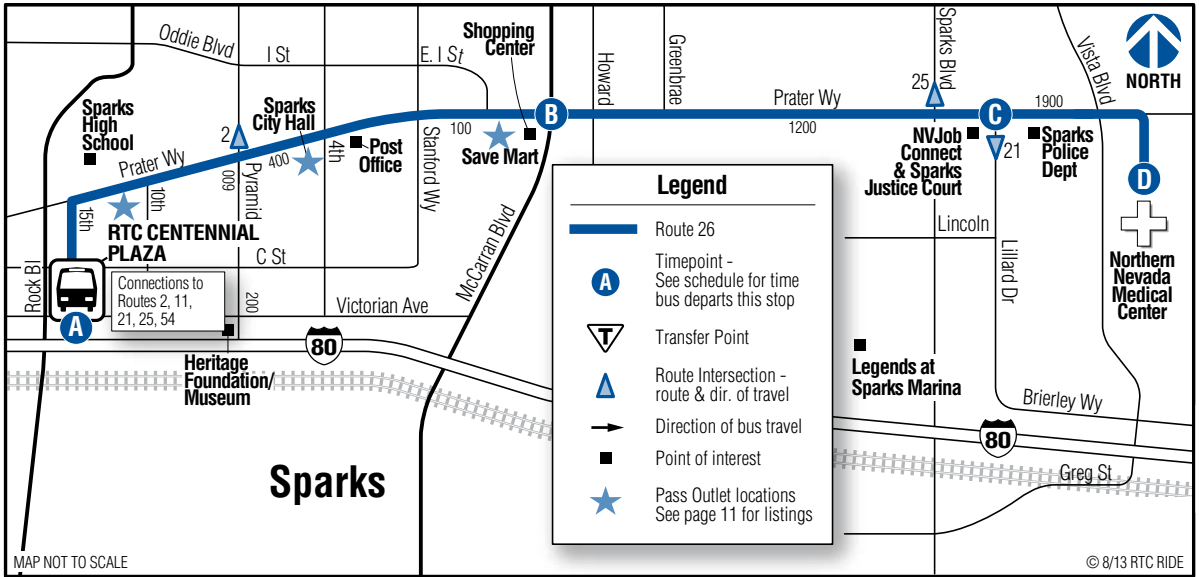 Oddie Blvd
I St
E. I St
Shopping
Center
Howard
Greenbrae
Sparks Blvd
Vista Blvd
NORTH
25
B
Prater Wy
1200
C
1900
Sparks
High
School
2
Sparks
City Hall
4th
Post
Office
Stanford Wy
100
Save Mart
NVJob
Connect
& Sparks
Justice Court
21
Sparks
Police
Dept
D
Prater Wy
400
10th
600
Pyramid
15th
RTC CENTENNIAL
PLAZA
C St
Rock Bl
A
Connections to
Routes 2, 11,
21, 25, 54
200
Victorian Ave
McCarran Blvd
80
Heritage
Foundation/
Museum
Lincoln
Lillard Dr
Northern
Nevada
Medical
Center
Legends at
Sparks Marina
Brierley Wy
80
Greg St
Sparks
Legend
Route 26
A
Timepoint -
See schedule for time
bus departs this stop
T
Transfer Point
Route Intersection -
route & dir. of travel
Direction of bus travel
Point of interest
Pass Outlet locations
See page 11 for listings
MAP NOT TO SCALE
© 8/13 RTC RIDE